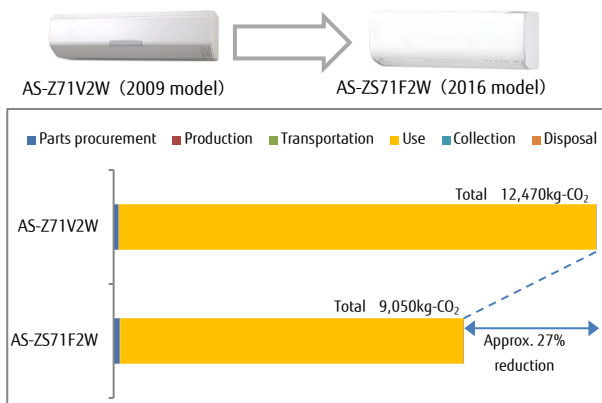 AS-Z71V2W（2009 model） AS-ZS71F2W（2016 model）
Parts procurement Production Transportation Use Collection Disposal
Total 12,470kg-CO₂
AS-Z71V2W
Total 9,050kg-CO₂
AS-ZS71F2W
Approx. 27%
reduction